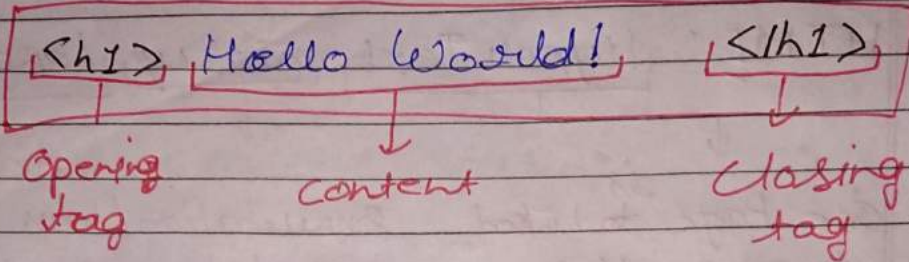 <h1> Hello World! </h1>
Opening content Closing
tag tag